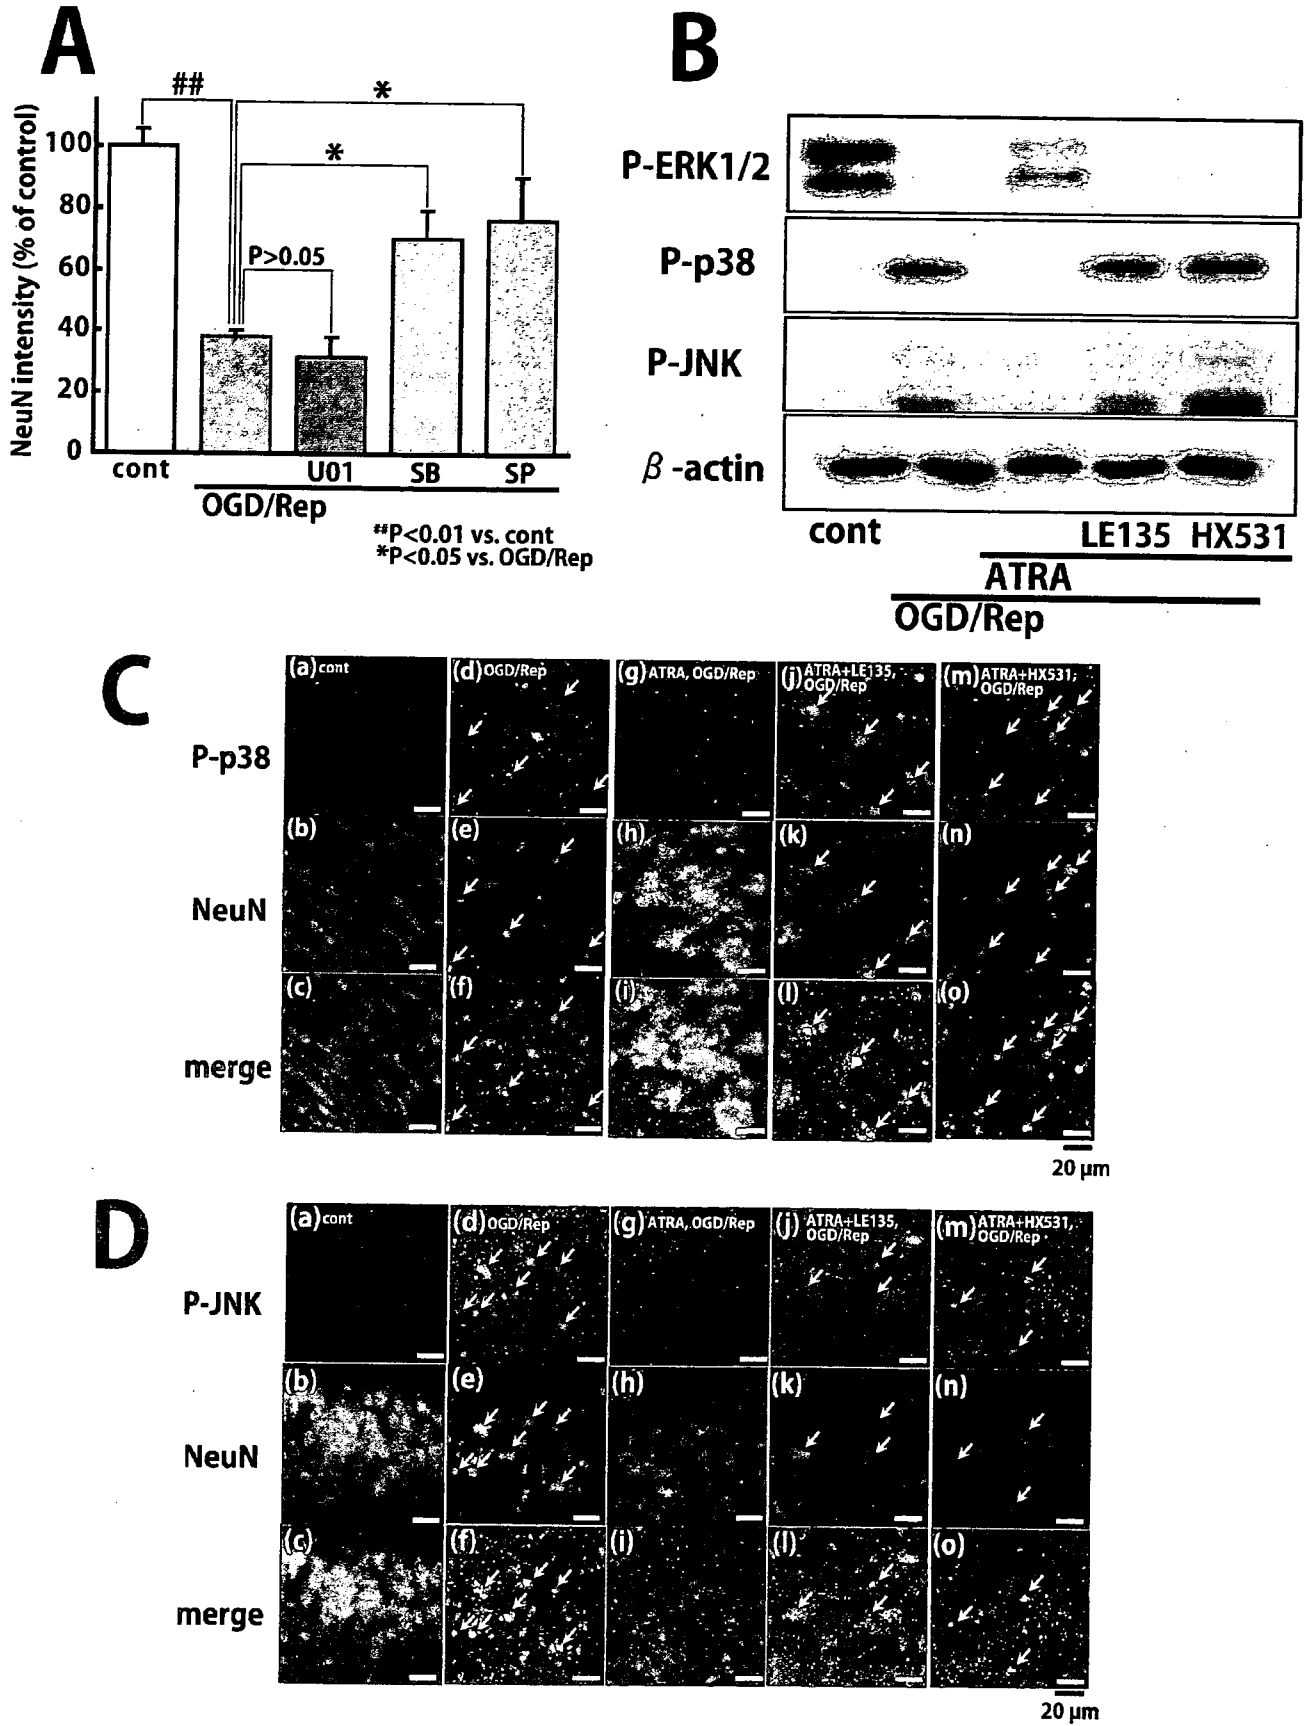 A
##
*
*
P>0.05
NeuN intensity (% of control)
100
80
60
40
20
0
cont
U01
SB
SP
OGD/Rep
##P<0.01 vs. cont
*P<0.05 vs. OGD/Rep
B
P-ERK1/2
P-p38
P-JNK
β-actin
cont
LE135
HX531
ATRA
OGD/Rep
C
(a) cont
(d) OGD/Rep
(g) ATRA, OGD/Rep
(j) ATRA+LE135,
OGD/Rep
(m) ATRA+HX531,
OGD/Rep
P-p38
(b)
(e)
(h)
(k)
(n)
NeuN
(c)
(f)
(i)
(l)
(o)
merge
20 μm
D
(a) cont
(d) OGD/Rep
(g) ATRA, OGD/Rep
(j) ATRA+LE135,
OGD/Rep
(m) ATRA+HX531,
OGD/Rep
P-JNK
(b)
(e)
(h)
(k)
(n)
NeuN
(c)
(f)
(i)
(l)
(o)
merge
20 μm